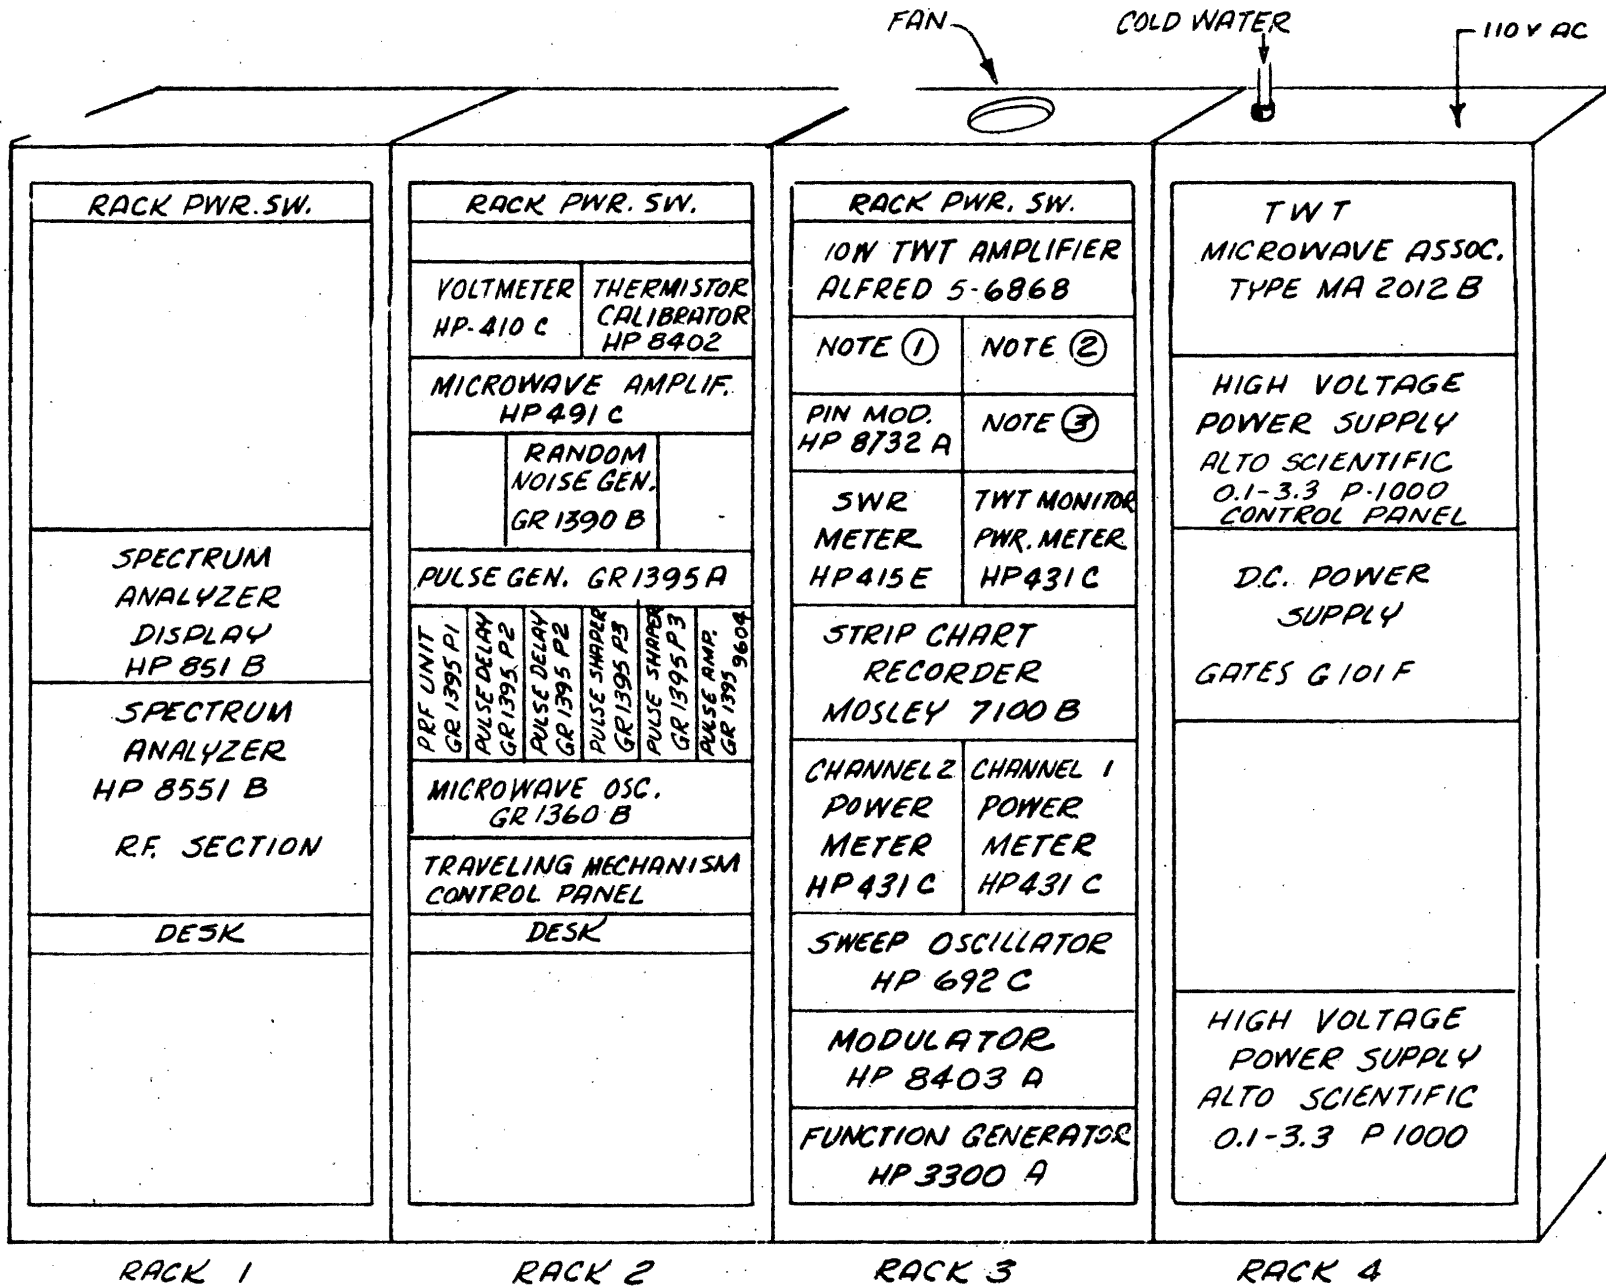 FAN
COLD WATER
110 V AC
RACK PWR. SW.
SPECTRUM
ANALYZER
DISPLAY
HP 851 B
SPECTRUM
ANALYZER
HP 8551 B
R.F. SECTION
DESK
RACK 1
RACK PWR. SW.
VOLTMETER
HP-410 C
THERMISTOR
CALIBRATOR
HP 8402
MICROWAVE AMPLIF.
HP 491 C
RANDOM
NOISE GEN.
GR 1390 B
PULSE GEN. GR 1395 A
PRF UNIT
GR 1395 P1
PULSE DELAY
GR 1395 P2
PULSE DELAY
GR 1395 P2
PULSE SHAPER
GR 1395 P3
PULSE SHAPER
GR 1395 P3
PULSE AMP.
GR 1395 9604
MICROWAVE OSC.
GR 1360 B
TRAVELING MECHANISM
CONTROL PANEL
DESK
RACK 2
RACK PWR. SW.
10W TWT AMPLIFIER
ALFRED 5-6868
NOTE 1
NOTE 2
PIN MOD.
HP 8732 A
NOTE 3
SWR
METER
HP 415 E
TWT MONITOR
PWR. METER
HP 431 C
STRIP CHART
RECORDER
MOSLEY 7100 B
CHANNEL 2
POWER
METER
HP 431 C
CHANNEL 1
POWER
METER
HP 431 C
SWEEP OSCILLATOR
HP 692 C
MODULATOR
HP 8403 A
FUNCTION GENERATOR
HP 3300 A
RACK 3
TWT
MICROWAVE ASSOC.
TYPE MA 2012 B
HIGH VOLTAGE
POWER SUPPLY
ALTO SCIENTIFIC
0.1-3.3 P-1000
CONTROL PANEL
D.C. POWER
SUPPLY
GATES G 101 F
HIGH VOLTAGE
POWER SUPPLY
ALTO SCIENTIFIC
0.1-3.3 P 1000
RACK 4